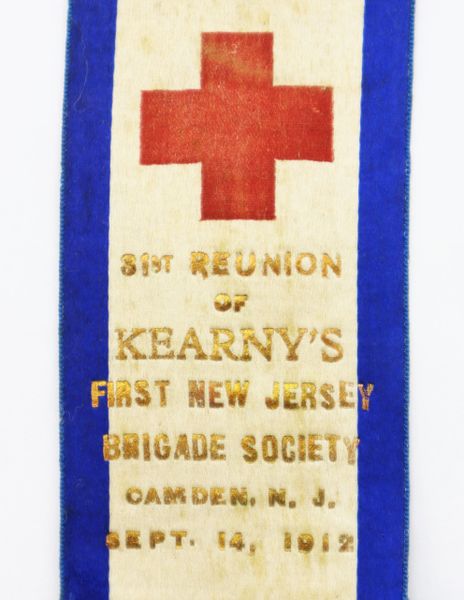 31ST REUNION
OF
KEARNY'S
FIRST NEW JERSEY
BRIGADE SOCIETY
CAMDEN, N. J.
SEPT. 14, 1912